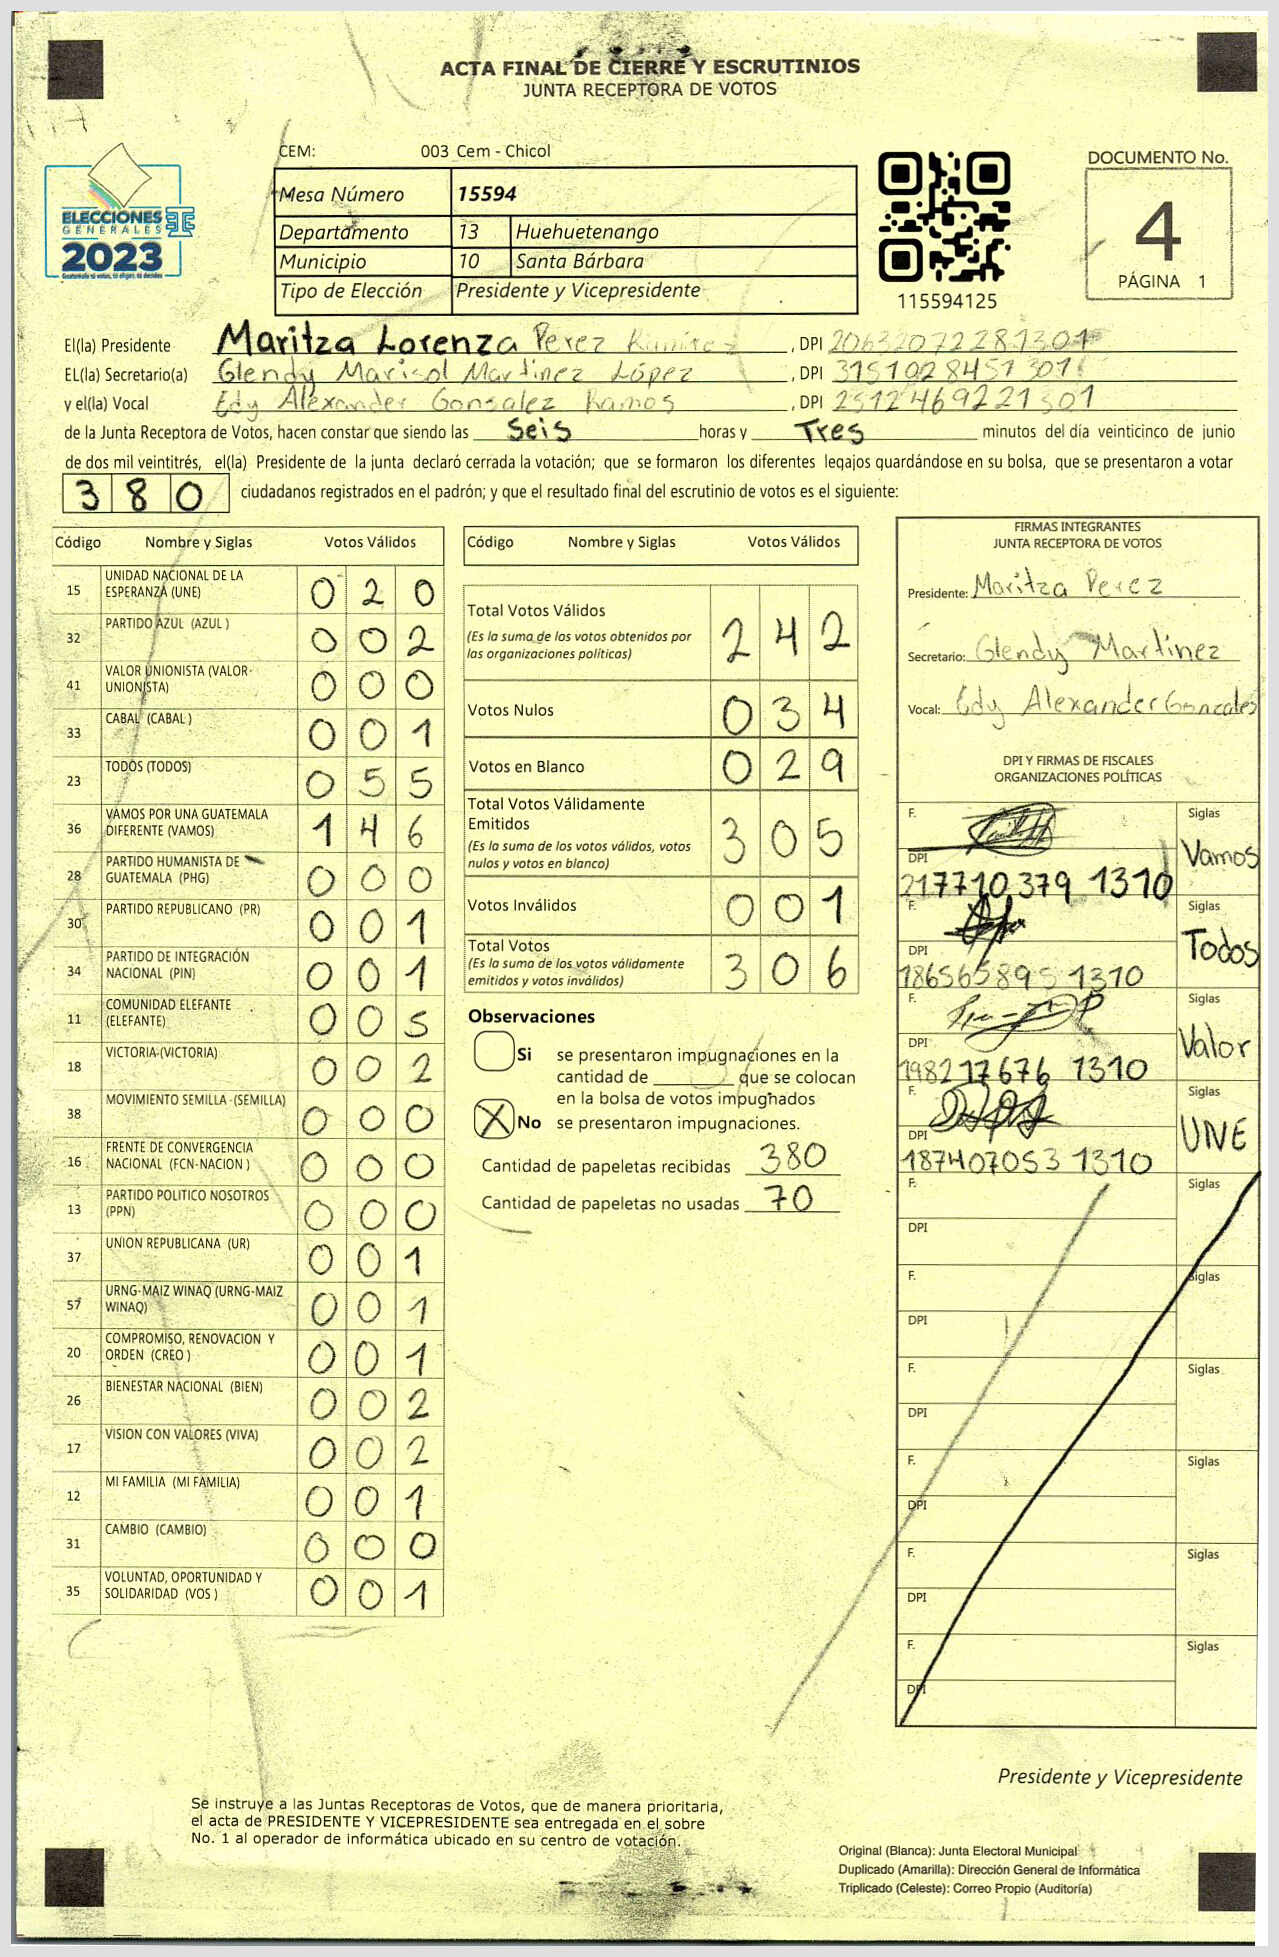 ACTA FINAL DE CIERRE Y ESCRUTINIOS
JUNTA RECEPTORA DE VOTOS
CEM: 003 Cem - Chicol
Mesa Número 15594
Departamento 13 Huehuetenango
Municipio 10 Santa Bárbara
Tipo de Elección Presidente y Vicepresidente
ELECCIONES
GENERALES
2023
115594125
DOCUMENTO No.
4
PÁGINA 1
El(la) Presidente Maritza Lorenza Perez Ramirez, DPI 20632072281301
EL(la) Secretario(a) Glendy Marisol Martinez López, DPI 3151028451301
y el(la) Vocal Edy Alexander Gonzalez Ramos, DPI 2512469221301
de la Junta Receptora de Votos, hacen constar que siendo las Seis horas y Tres minutos del día veinticinco de junio
de dos mil veintitrés, el(la) Presidente de la junta declaró cerrada la votación; que se formaron los diferentes legajos guardándose en su bolsa, que se presentaron a votar
380 ciudadanos registrados en el padrón; y que el resultado final del escrutinio de votos es el siguiente:
Código Nombre y Siglas Votos Válidos
15 UNIDAD NACIONAL DE LA ESPERANZA (UNE) 0 2 0
32 PARTIDO AZUL (AZUL ) 0 0 2
41 VALOR UNIONISTA (VALOR-UNIONISTA) 0 0 0
33 CABAL (CABAL ) 0 0 1
23 TODOS (TODOS) 0 5 5
36 VAMOS POR UNA GUATEMALA DIFERENTE (VAMOS) 1 4 6
28 PARTIDO HUMANISTA DE GUATEMALA (PHG) 0 0 0
30 PARTIDO REPUBLICANO (PR) 0 0 1
34 PARTIDO DE INTEGRACIÓN NACIONAL (PIN) 0 0 1
11 COMUNIDAD ELEFANTE (ELEFANTE) 0 0 5
18 VICTORIA (VICTORIA) 0 0 2
38 MOVIMIENTO SEMILLA (SEMILLA) 0 0 0
16 FRENTE DE CONVERGENCIA NACIONAL (FCN-NACION ) 0 0 0
13 PARTIDO POLITICO NOSOTROS (PPN) 0 0 0
37 UNION REPUBLICANA (UR) 0 0 1
57 URNG-MAIZ WINAQ (URNG-MAIZ WINAQ) 0 0 1
20 COMPROMISO, RENOVACION Y ORDEN (CREO ) 0 0 1
26 BIENESTAR NACIONAL (BIEN) 0 0 2
17 VISION CON VALORES (VIVA) 0 0 2
12 MI FAMILIA (MI FAMILIA) 0 0 1
31 CAMBIO (CAMBIO) 0 0 0
35 VOLUNTAD, OPORTUNIDAD Y SOLIDARIDAD (VOS ) 0 0 1
Código Nombre y Siglas Votos Válidos
Total Votos Válidos 2 4 2
(Es la suma de los votos obtenidos por
las organizaciones políticas)
Votos Nulos 0 3 4
Votos en Blanco 0 2 9
Total Votos Válidamente
Emitidos 3 0 5
(Es la suma de los votos válidos, votos
nulos y votos en blanco)
Votos Inválidos 0 0 1
Total Votos 3 0 6
(Es la suma de los votos válidamente
emitidos y votos inválidos)
Observaciones
Si se presentaron impugnaciones en la
cantidad de ________ que se colocan
en la bolsa de votos impugnados
X No se presentaron impugnaciones.
Cantidad de papeletas recibidas 380
Cantidad de papeletas no usadas 70
FIRMAS INTEGRANTES
JUNTA RECEPTORA DE VOTOS
Presidente: Maritza Perez
Secretario: Glendy Martinez
Vocal: Edy Alexander Gonzales
DPI Y FIRMAS DE FISCALES
ORGANIZACIONES POLÍTICAS
F. Siglas
DPI 217710379 1310 Vamos
F. Siglas
DPI 186565895 1310 Todos
F. Siglas
DPI 198217676 1310 Valor
F. Siglas
DPI 187407053 1310 UNE
F. Siglas
DPI
F. Siglas
DPI
F. Siglas
DPI
F. Siglas
DPI
F. Siglas
DPI
F. Siglas
DPI
Presidente y Vicepresidente
Se instruye a las Juntas Receptoras de Votos, que de manera prioritaria,
el acta de PRESIDENTE Y VICEPRESIDENTE sea entregada en el sobre
No. 1 al operador de informática ubicado en su centro de votación.
Original (Blanca): Junta Electoral Municipal
Duplicado (Amarilla): Dirección General de Informática
Triplicado (Celeste): Correo Propio (Auditoría)